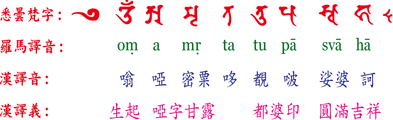 悉曇梵字： 𑖌𑖼 𑖀 𑖦𑖴 𑖝 𑖝𑖲 𑖢𑖯 𑖭𑖿𑖪𑖯 𑖮𑖯
羅馬譯音： oṃ a mṛ ta tu pā svā hā
漢譯音： 嗡 啞 密票 哆 覩 啵 娑婆 訶
漢譯義： 生起 啞字甘露 都婆印 圓滿吉祥